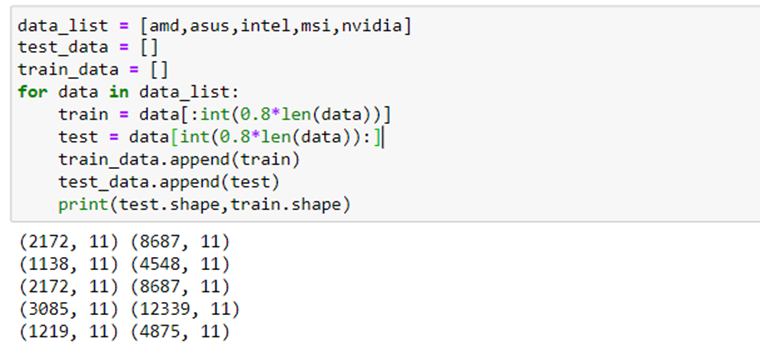 data_list = [amd,asus,intel,msi,nvidia]
test_data = []
train_data = []
for data in data_list:
    train = data[:int(0.8*len(data))]
    test = data[int(0.8*len(data)):]
    train_data.append(train)
    test_data.append(test)
    print(test.shape,train.shape)
(2172, 11) (8687, 11)
(1138, 11) (4548, 11)
(2172, 11) (8687, 11)
(3085, 11) (12339, 11)
(1219, 11) (4875, 11)